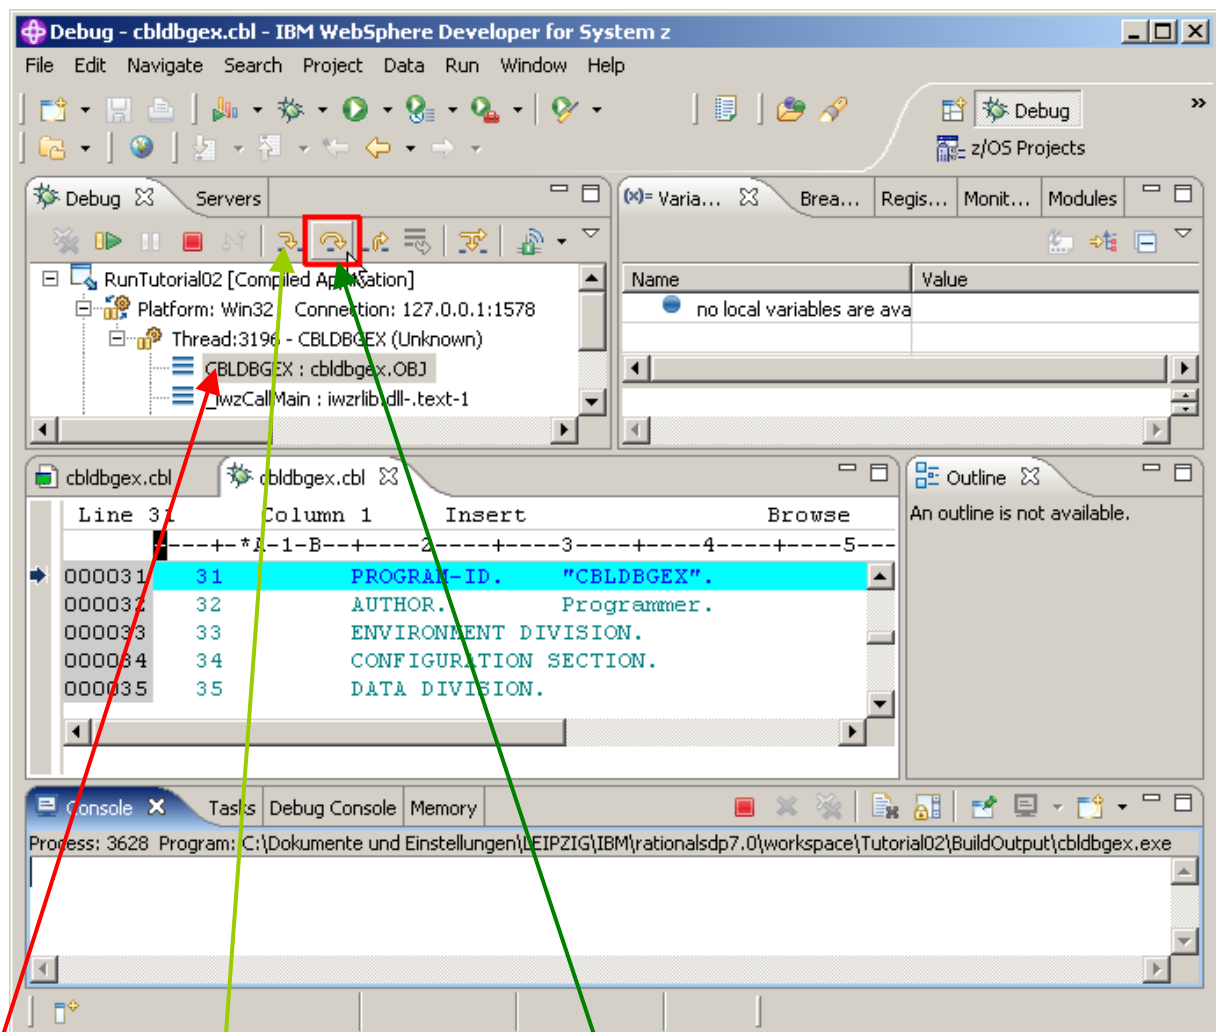 Debug - cbldbgex.cbl - IBM WebSphere Developer for System z
File Edit Navigate Search Project Data Run Window Help
Debug
z/OS Projects
Debug Servers
RunTutorial02 [Compiled Application]
Platform: Win32 Connection: 127.0.0.1:1578
Thread:3196 - CBLDBGEX (Unknown)
CBLDBGEX : cbldbgex.OBJ
_iwzCallMain : iwzrlib.dll-.text-1
(x)= Varia... Brea... Regis... Monit... Modules
Name Value
no local variables are ava
cbldbgex.cbl cbldbgex.cbl
Line 31 Column 1 Insert Browse
----+-*A-1-B--+----2----+----3----+----4----+----5---
000031 31 PROGRAM-ID. "CBLDBGEX".
000032 32 AUTHOR. Programmer.
000033 33 ENVIRONMENT DIVISION.
000034 34 CONFIGURATION SECTION.
000035 35 DATA DIVISION.
Outline
An outline is not available.
Console Tasks Debug Console Memory
Process: 3628 Program: C:\Dokumente und Einstellungen\LEIPZIG\IBM\rationalsdp7.0\workspace\Tutorial02\BuildOutput\cbldbgex.exe